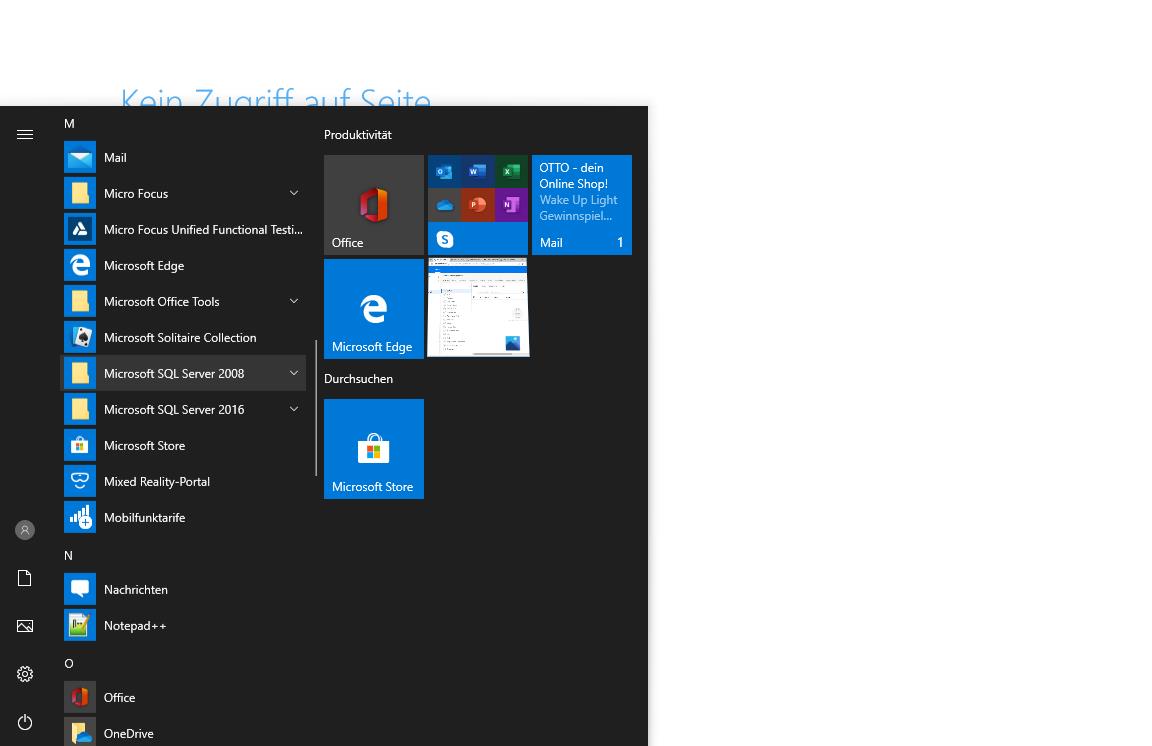 Kein Zugriff auf Seite
M
Mail
Micro Focus
Micro Focus Unified Functional Testi...
Microsoft Edge
Microsoft Office Tools
Microsoft Solitaire Collection
Microsoft SQL Server 2008
Microsoft SQL Server 2016
Microsoft Store
Mixed Reality-Portal
Mobilfunktarife
N
Nachrichten
Notepad++
O
Office
OneDrive
Produktivität
Office
OTTO - dein
Online Shop!
Wake Up Light
Gewinnspiel...
Mail 1
Microsoft Edge
Durchsuchen
Microsoft Store